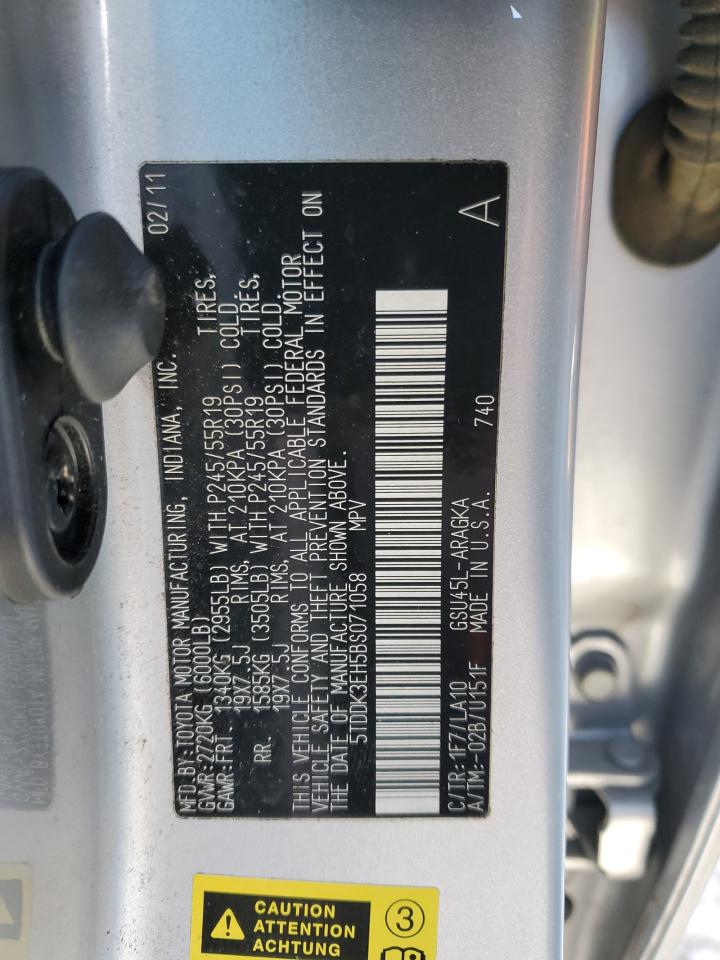 MFD. BY: TOYOTA MOTOR MANUFACTURING, INDIANA, INC. 02/11
GVWR: 2720KG (6000LB)
GAWR: FRT. 1340KG (2955LB) WITH P245/55R19 TIRES,
19X7.5J RIMS, AT 210KPA (30PSI) COLD.
RR. 1585KG (3505LB) WITH P245/55R19 TIRES,
19X7.5J RIMS, AT 210KPA (30PSI) COLD.
THIS VEHICLE CONFORMS TO ALL APPLICABLE FEDERAL MOTOR
VEHICLE SAFETY AND THEFT PREVENTION STANDARDS IN EFFECT ON
THE DATE OF MANUFACTURE SHOWN ABOVE.
5TDDK3EH5BS071058 MPV
C/TR: 1F7/LA10 GSU45L-ARAGKA
A/TM:-02B/U151F MADE IN U.S.A. 740 A
CAUTION
ATTENTION
ACHTUNG
3